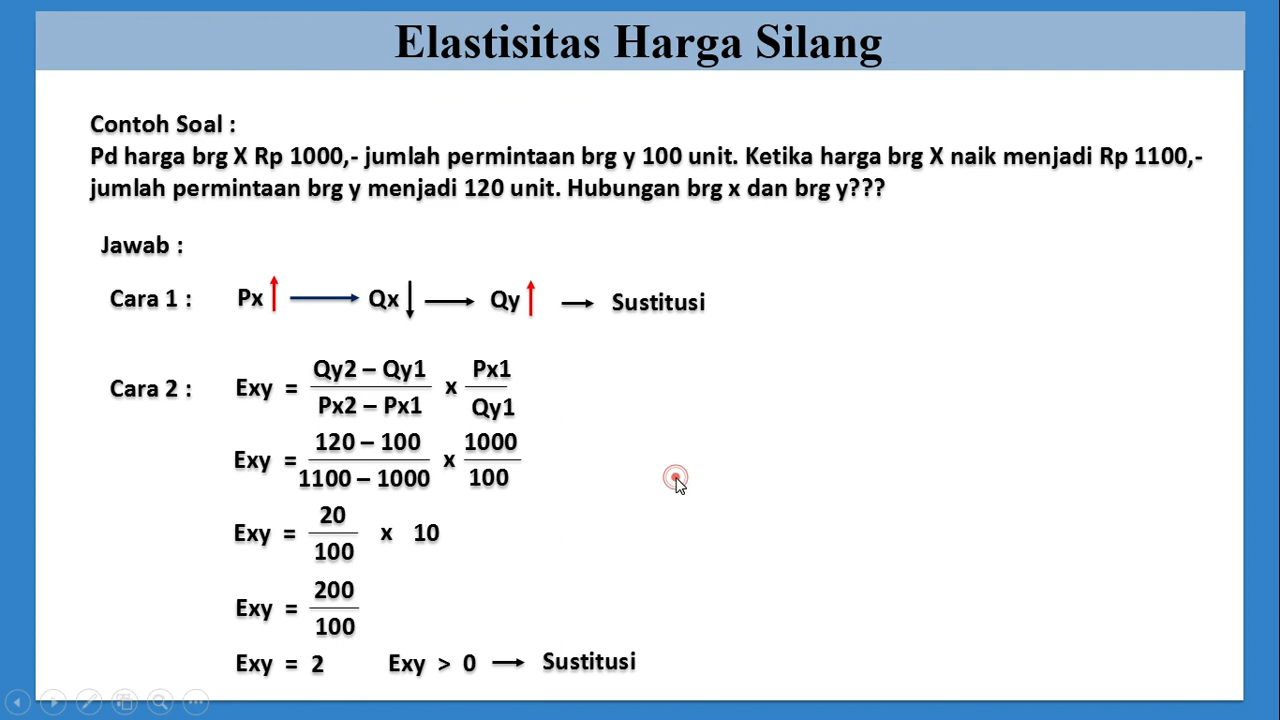 Elastisitas Harga Silang
Contoh Soal :
Pd harga brg X Rp 1000,- jumlah permintaan brg y 100 unit. Ketika harga brg X naik menjadi Rp 1100,-
jumlah permintaan brg y menjadi 120 unit. Hubungan brg x dan brg y???
Jawab :
Cara 1 : Px Qx Qy Sustitusi
Cara 2 : Exy = Qy2 – Qy1 / Px2 – Px1 x Px1 / Qy1
Exy = 120 – 100 / 1100 – 1000 x 1000 / 100
Exy = 20 / 100 x 10
Exy = 200 / 100
Exy = 2 Exy > 0 Sustitusi